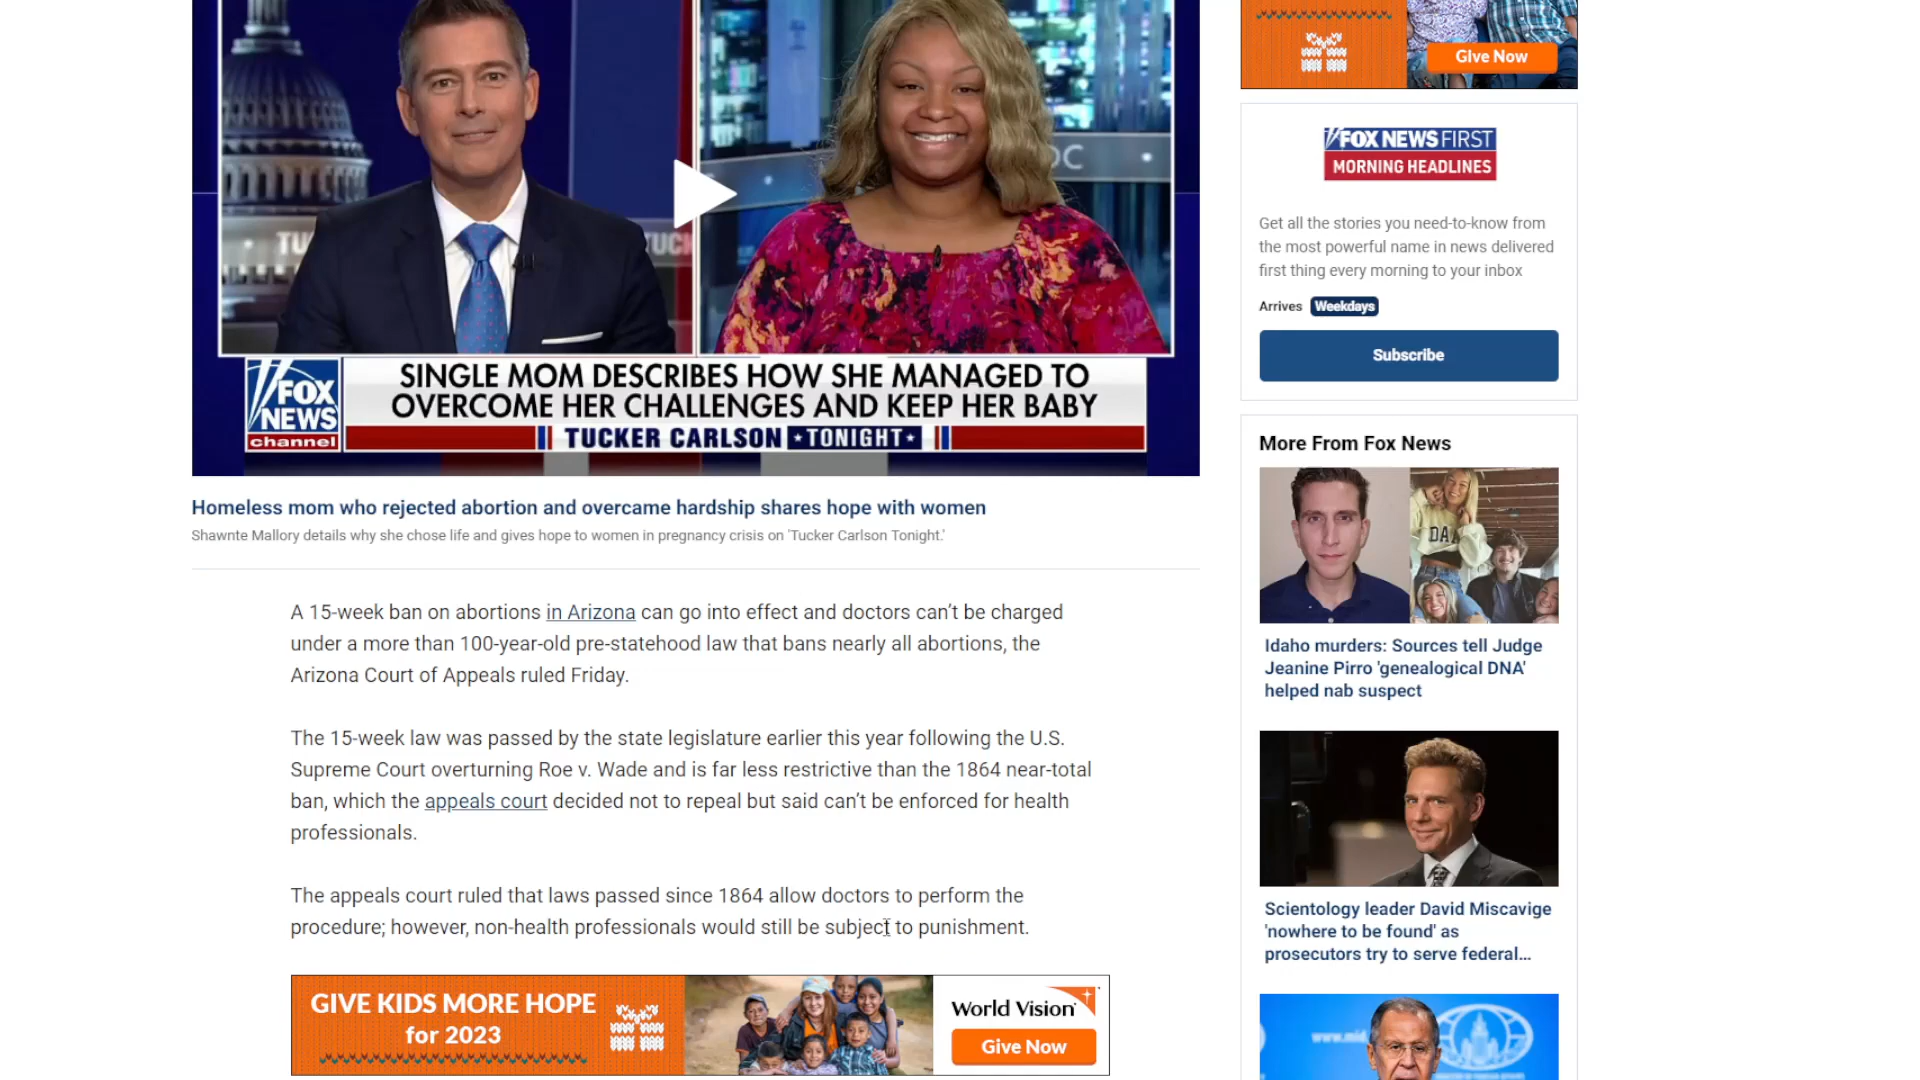 TU
UCK
DC
FOX
NEWS
channel
SINGLE MOM DESCRIBES HOW SHE MANAGED TO
OVERCOME HER CHALLENGES AND KEEP HER BABY
TUCKER CARLSON TONIGHT
Homeless mom who rejected abortion and overcame hardship shares hope with women
Shawnte Mallory details why she chose life and gives hope to women in pregnancy crisis on 'Tucker Carlson Tonight.'
A 15-week ban on abortions in Arizona can go into effect and doctors can't be charged
under a more than 100-year-old pre-statehood law that bans nearly all abortions, the
Arizona Court of Appeals ruled Friday.
The 15-week law was passed by the state legislature earlier this year following the U.S.
Supreme Court overturning Roe v. Wade and is far less restrictive than the 1864 near-total
ban, which the appeals court decided not to repeal but said can't be enforced for health
professionals.
The appeals court ruled that laws passed since 1864 allow doctors to perform the
procedure; however, non-health professionals would still be subject to punishment.
GIVE KIDS MORE HOPE
for 2023
World Vision
Give Now
Give Now
FOX NEWS FIRST
MORNING HEADLINES
Get all the stories you need-to-know from
the most powerful name in news delivered
first thing every morning to your inbox
Arrives Weekdays
Subscribe
More From Fox News
DA
Idaho murders: Sources tell Judge
Jeanine Pirro 'genealogical DNA'
helped nab suspect
Scientology leader David Miscavige
'nowhere to be found' as
prosecutors try to serve federal...
www.mid